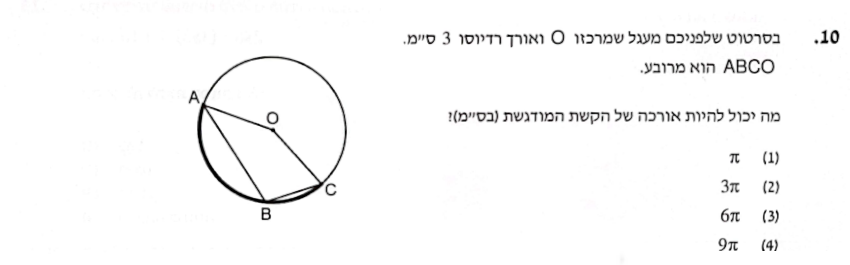 10. בסרטוט שלפניכם מעגל שמרכזו O ואורך רדיוסו 3 ס"מ.
ABCO הוא מרובע.
מה יכול להיות אורכה של הקשת המודגשת (בס"מ)?
(1) π
(2) 3π
(3) 6π
(4) 9π
A
O
C
B